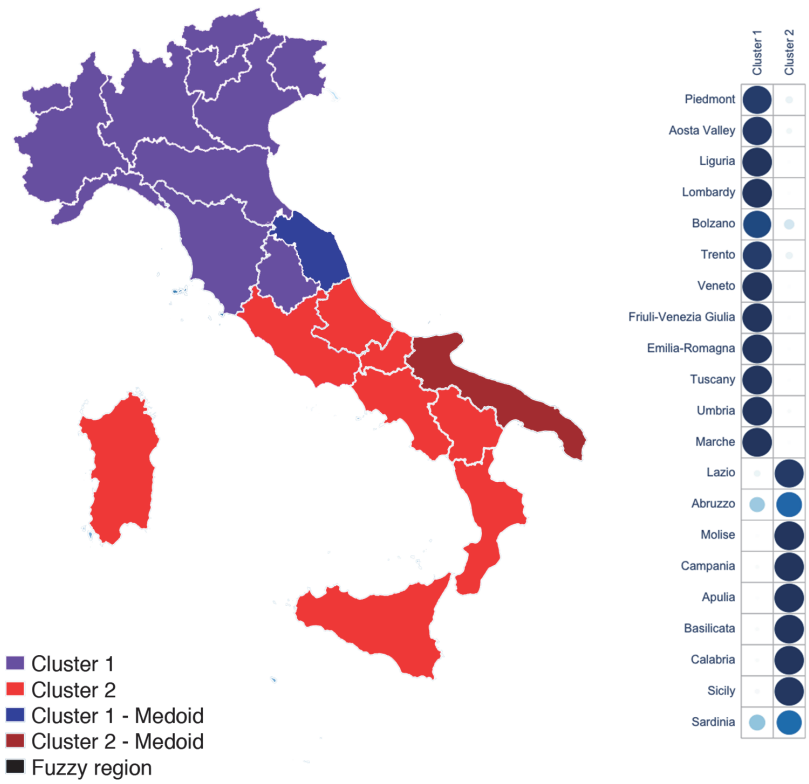 Cluster 1
Cluster 2
Piedmont
Aosta Valley
Liguria
Lombardy
Bolzano
Trento
Veneto
Friuli-Venezia Giulia
Emilia-Romagna
Tuscany
Umbria
Marche
Lazio
Abruzzo
Molise
Campania
Apulia
Basilicata
Calabria
Sicily
Sardinia
Cluster 1
Cluster 2
Cluster 1 - Medoid
Cluster 2 - Medoid
Fuzzy region